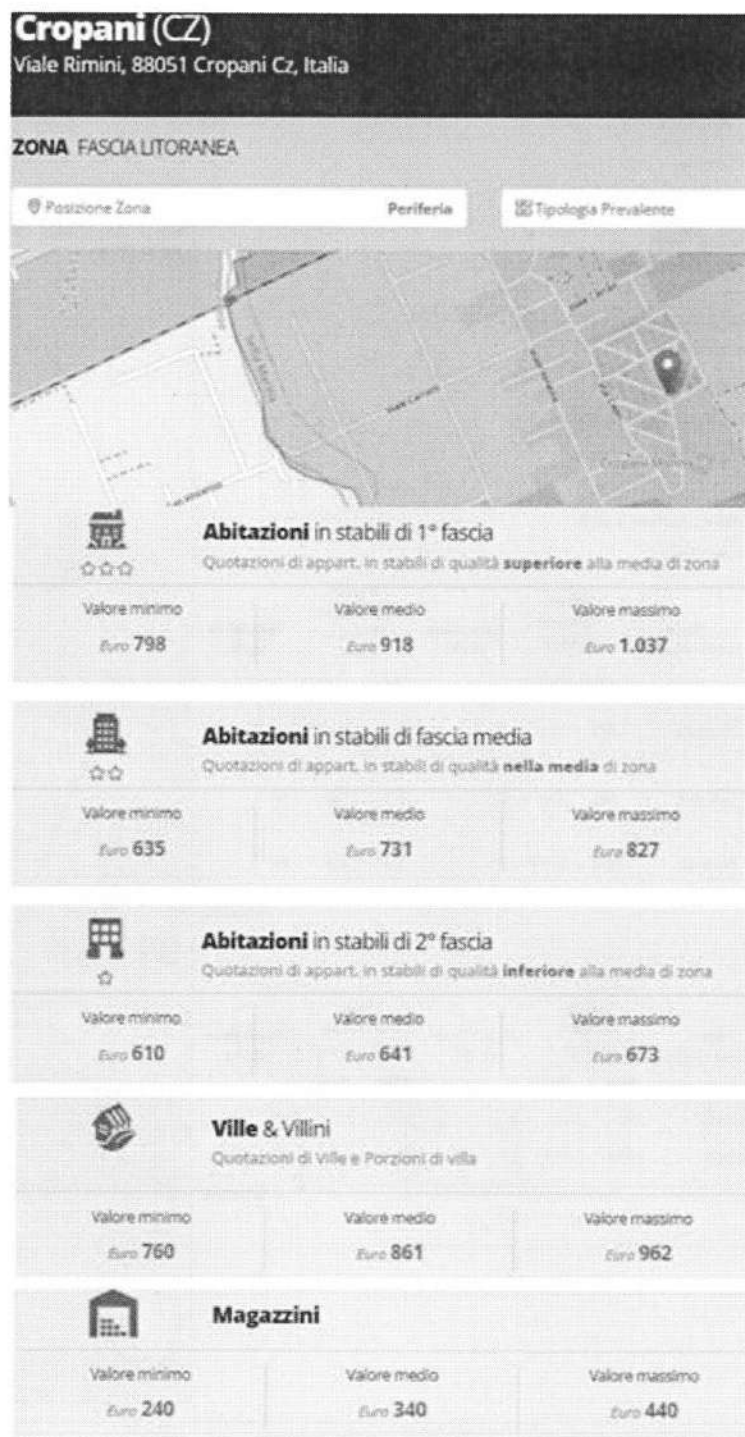 Cropani (CZ)
Viale Rimini, 88051 Cropani Cz, Italia
ZONA FASCIA LITORANEA
Posizione Zona Periferia Tipologia Prevalente
Abitazioni in stabili di 1° fascia
Quotazioni di appart. in stabili di qualità superiore alla media di zona
Valore minimo Valore medio Valore massimo
Euro 798 Euro 918 Euro 1.037
Abitazioni in stabili di fascia media
Quotazioni di appart. in stabili di qualità nella media di zona
Valore minimo Valore medio Valore massimo
Euro 635 Euro 731 Euro 827
Abitazioni in stabili di 2° fascia
Quotazioni di appart. in stabili di qualità inferiore alla media di zona
Valore minimo Valore medio Valore massimo
Euro 610 Euro 641 Euro 673
Ville & Villini
Quotazioni di Ville e Porzioni di villa
Valore minimo Valore medio Valore massimo
Euro 760 Euro 861 Euro 962
Magazzini
Valore minimo Valore medio Valore massimo
Euro 240 Euro 340 Euro 440